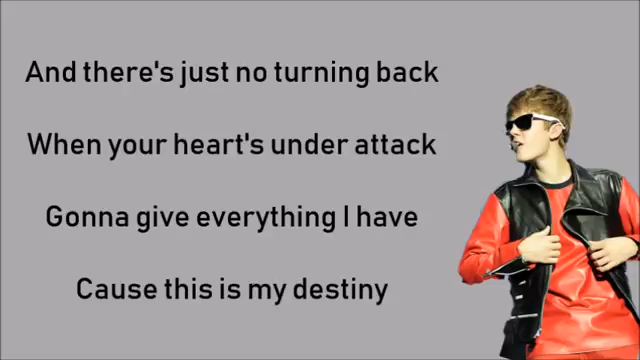 And there's just no turning back
When your heart's under attack
Gonna give everything I have
Cause this is my destiny